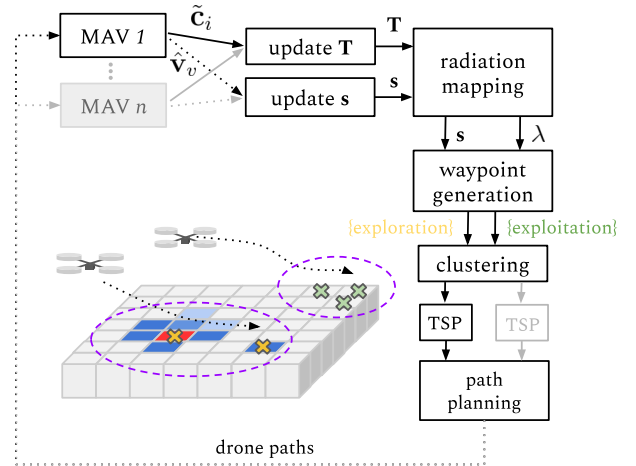 MAV 1
c̃ᵢ
update T
T
radiation
mapping
v̂ᵥ
MAV n
update s
s
s
λ
waypoint
generation
{exploration}
{exploitation}
clustering
TSP
TSP
path
planning
drone paths